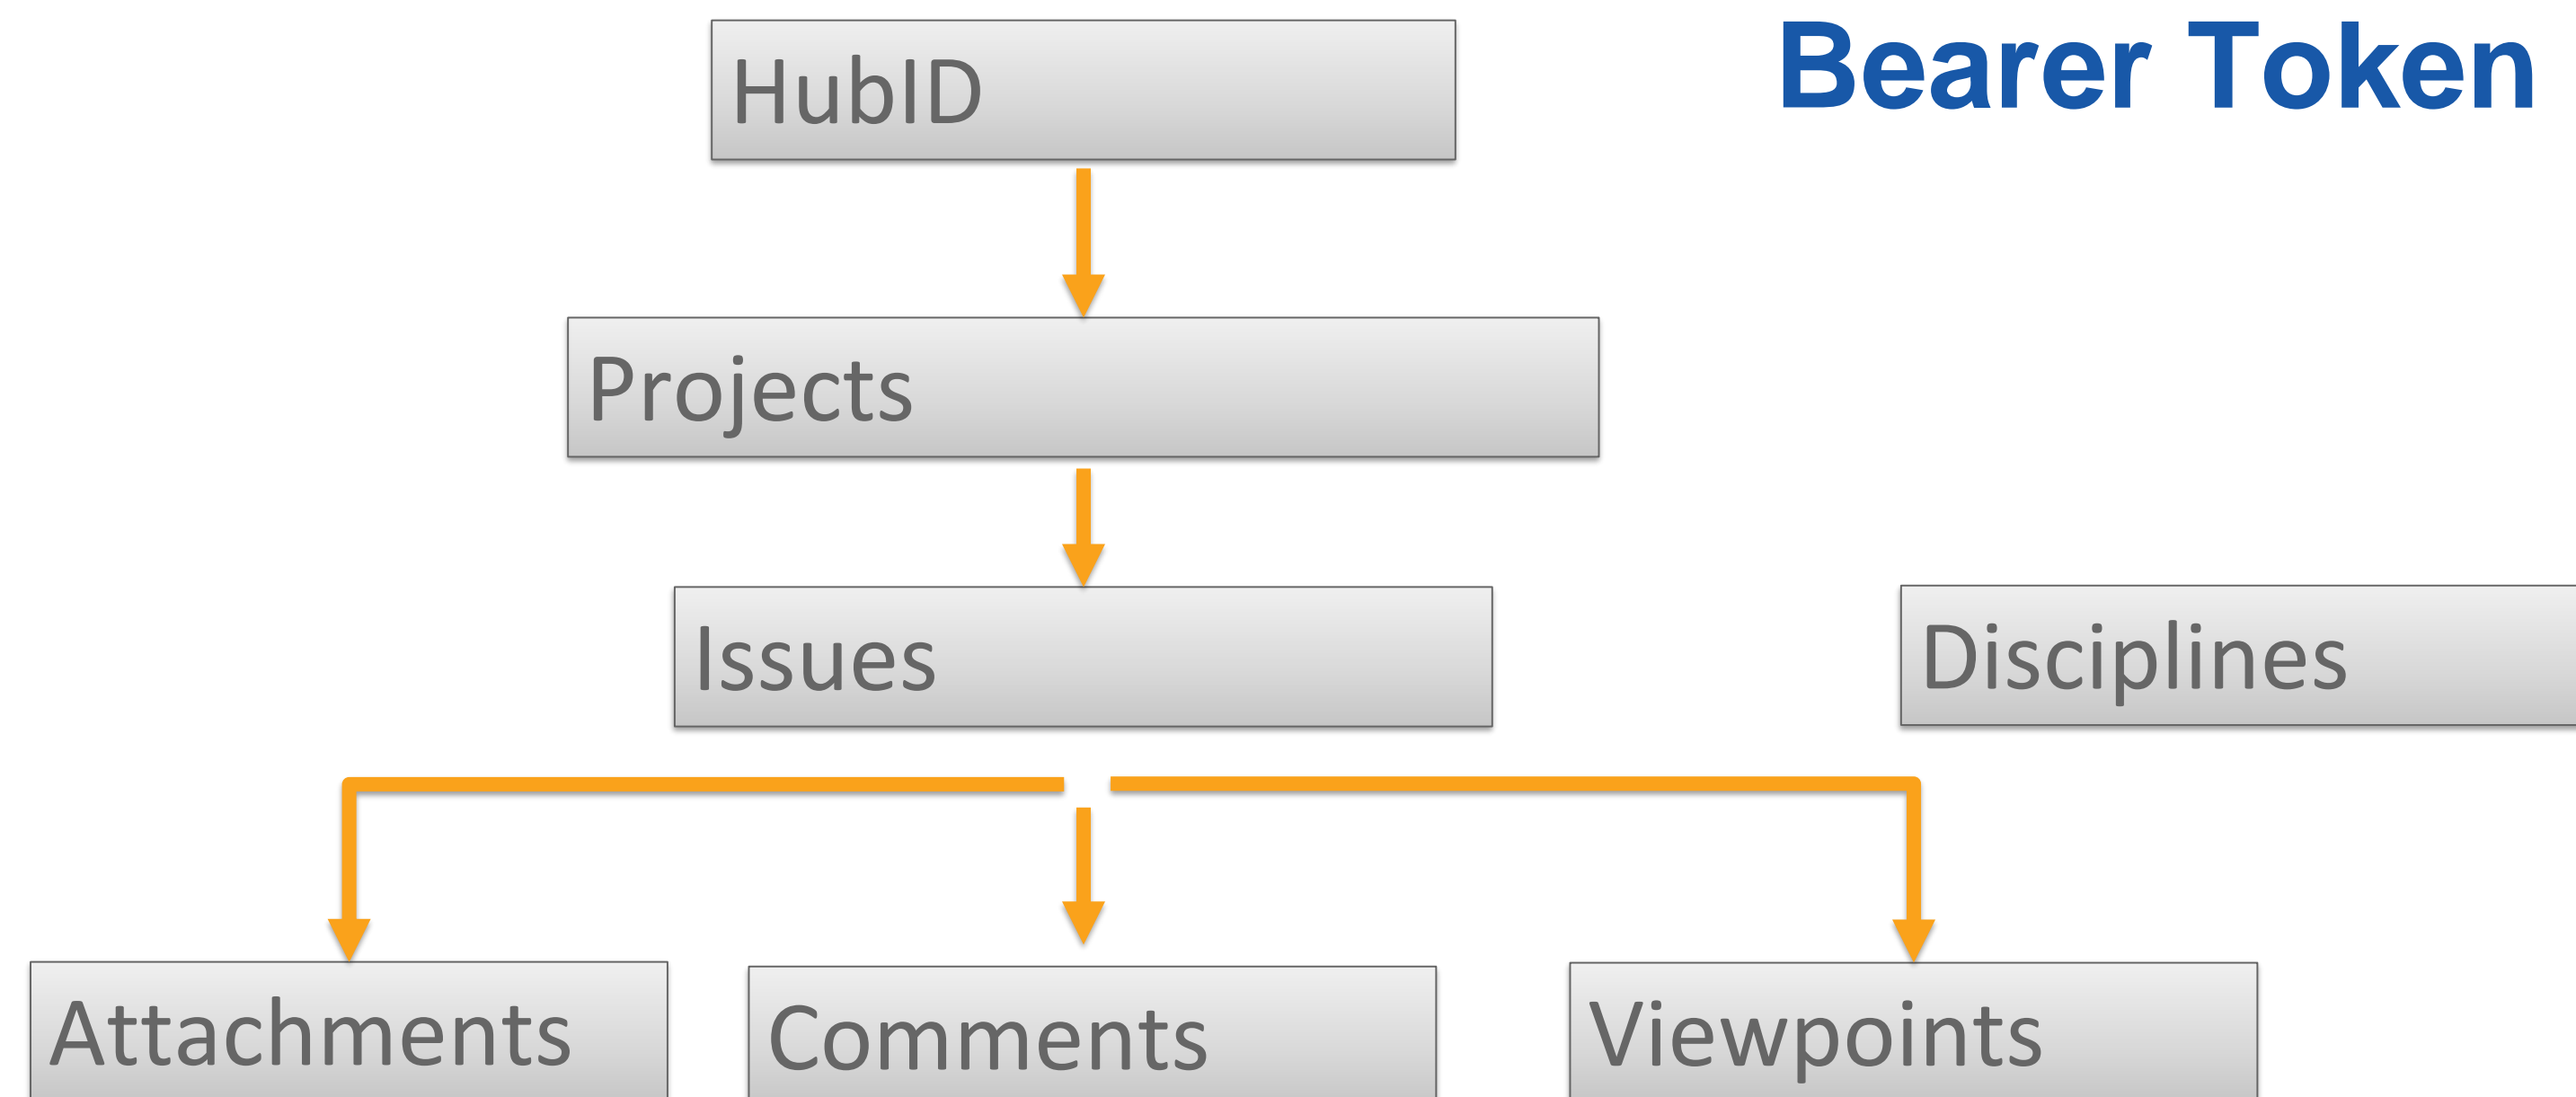 Bearer Token
HubID
Projects
Issues
Disciplines
Attachments
Comments
Viewpoints